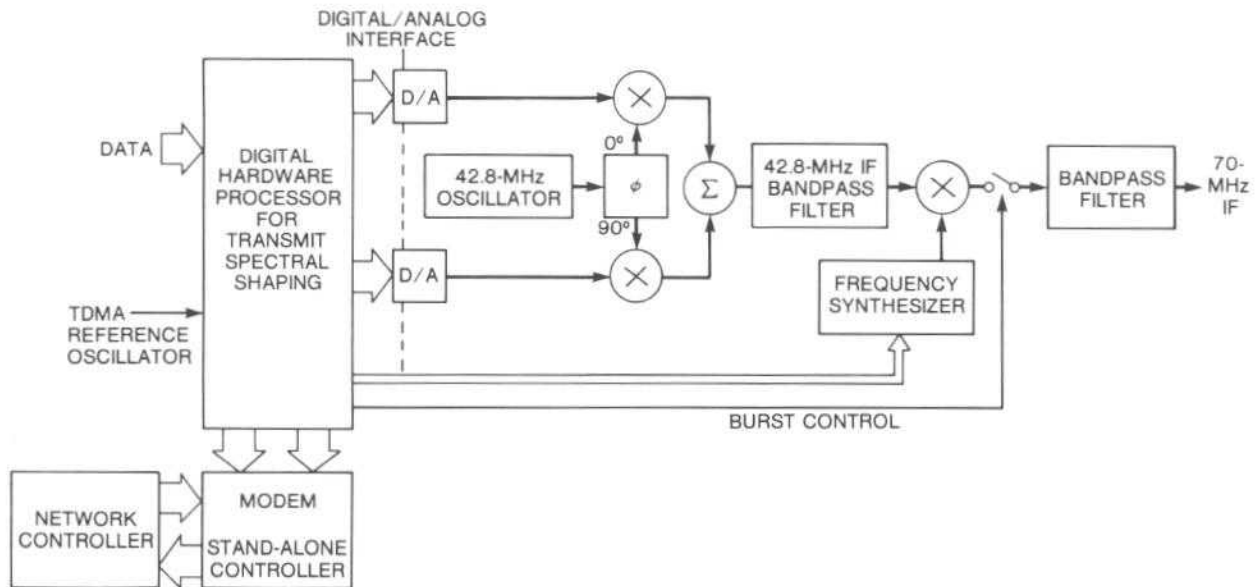 DIGITAL/ANALOG
INTERFACE
DATA
DIGITAL
HARDWARE
PROCESSOR
FOR
TRANSMIT
SPECTRAL
SHAPING
TDMA
REFERENCE
OSCILLATOR
D/A
D/A
42.8-MHz
OSCILLATOR
0°
φ
90°
Σ
42.8-MHz IF
BANDPASS
FILTER
FREQUENCY
SYNTHESIZER
BANDPASS
FILTER
70-
MHz
IF
BURST CONTROL
NETWORK
CONTROLLER
MODEM
STAND-ALONE
CONTROLLER